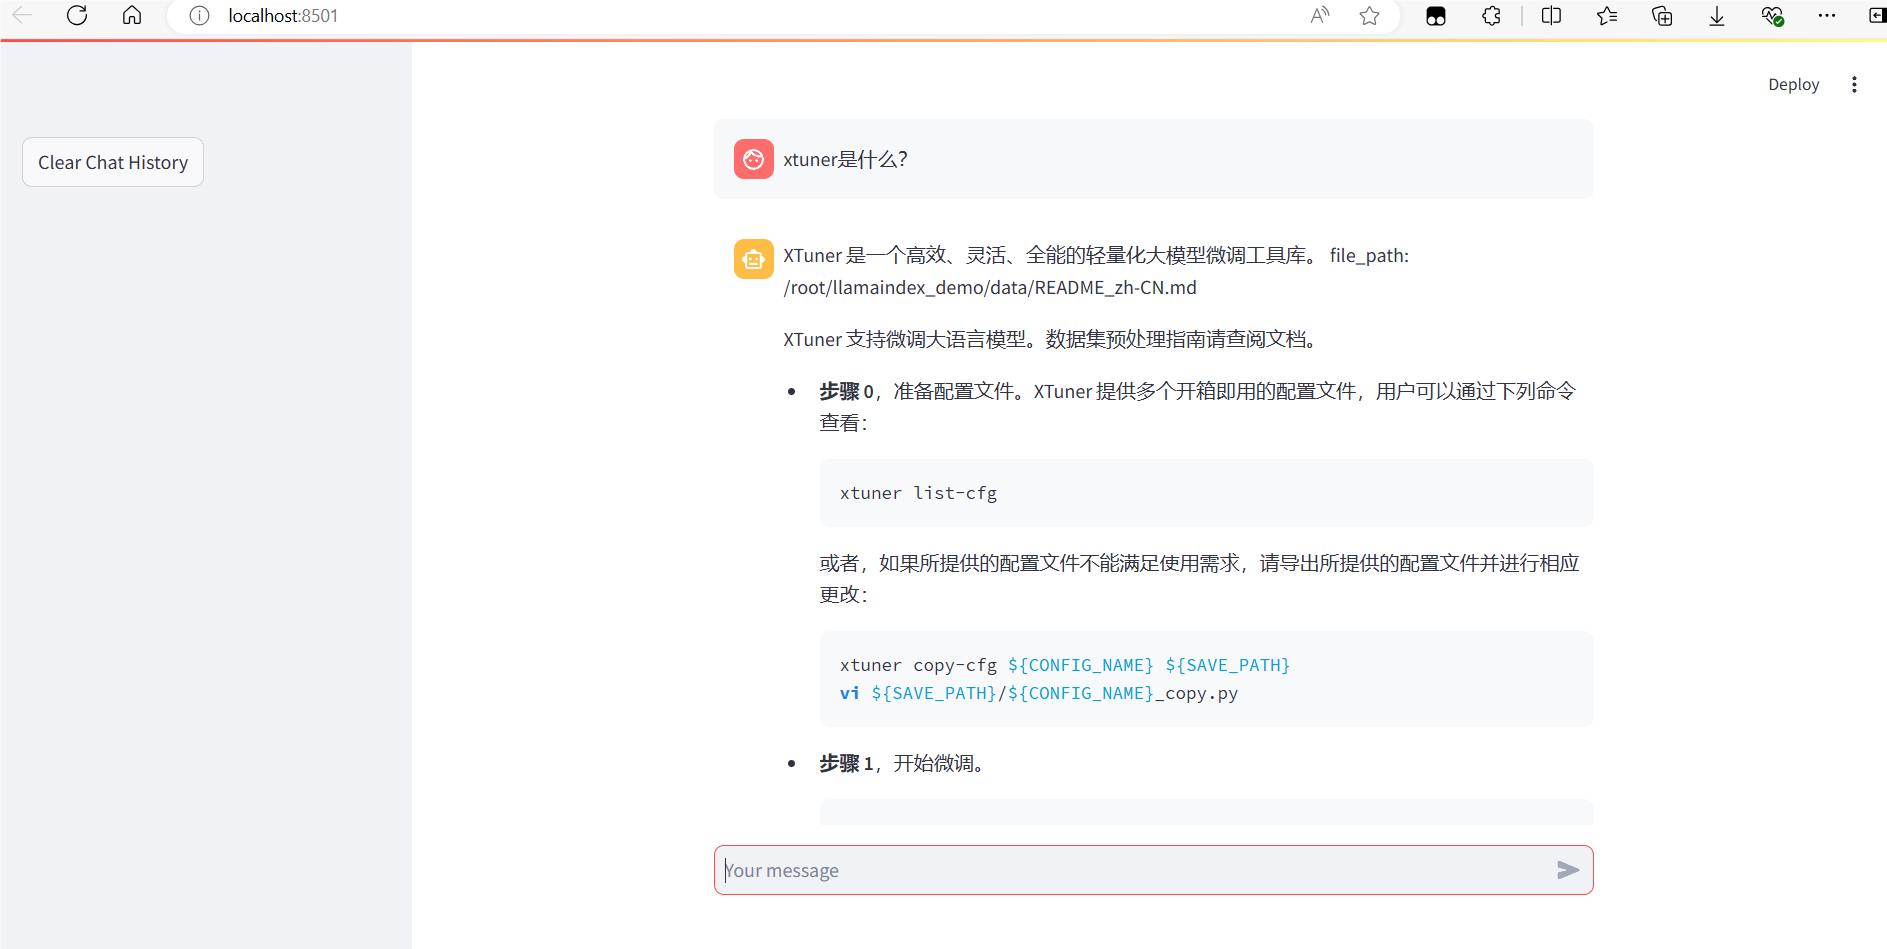 localhost:8501
Deploy
Clear Chat History
xtuner是什么？
XTuner 是一个高效、灵活、全能的轻量化大模型微调工具库。 file_path:
/root/llamaindex_demo/data/README_zh-CN.md
XTuner 支持微调大语言模型。数据集预处理指南请查阅文档。
• 步骤 0，准备配置文件。XTuner 提供多个开箱即用的配置文件，用户可以通过下列命令
查看：
xtuner list-cfg
或者，如果所提供的配置文件不能满足使用需求，请导出所提供的配置文件并进行相应
更改：
xtuner copy-cfg ${CONFIG_NAME} ${SAVE_PATH}
vi ${SAVE_PATH}/${CONFIG_NAME}_copy.py
• 步骤 1，开始微调。
Your message